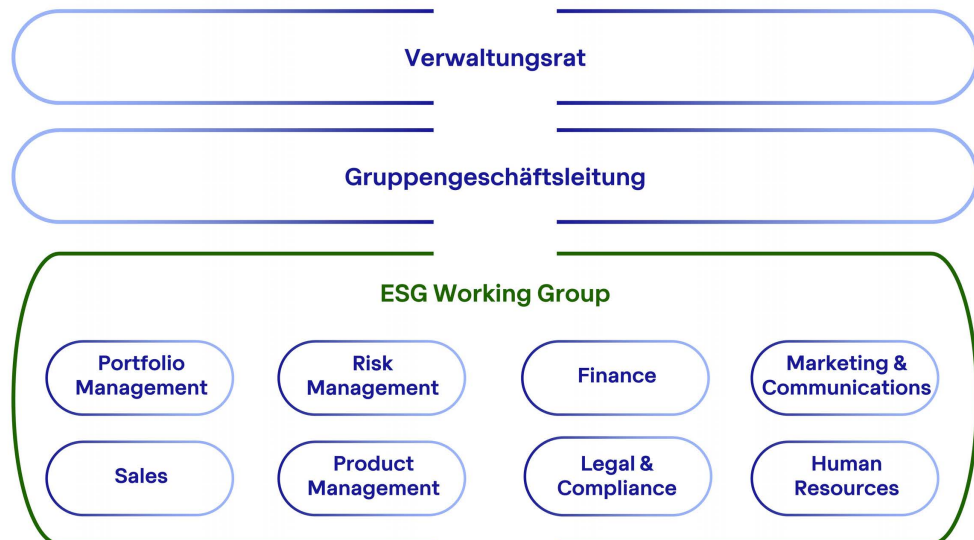 Verwaltungsrat
Gruppengeschäftsleitung
ESG Working Group
Portfolio
Management
Risk
Management
Finance
Marketing &
Communications
Sales
Product
Management
Legal &
Compliance
Human
Resources